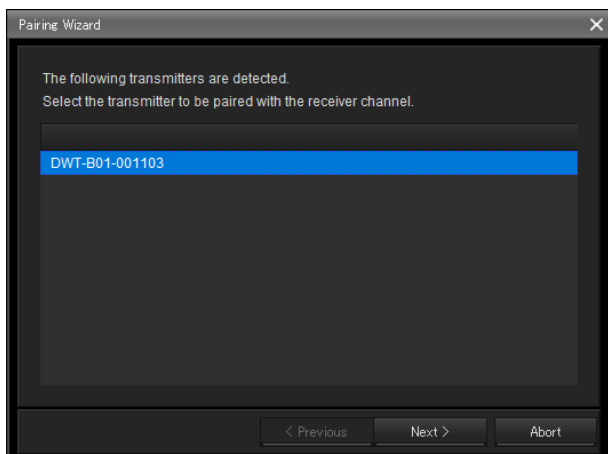 Pairing Wizard
The following transmitters are detected.
Select the transmitter to be paired with the receiver channel.
DWT-B01-001103
< Previous
Next >
Abort